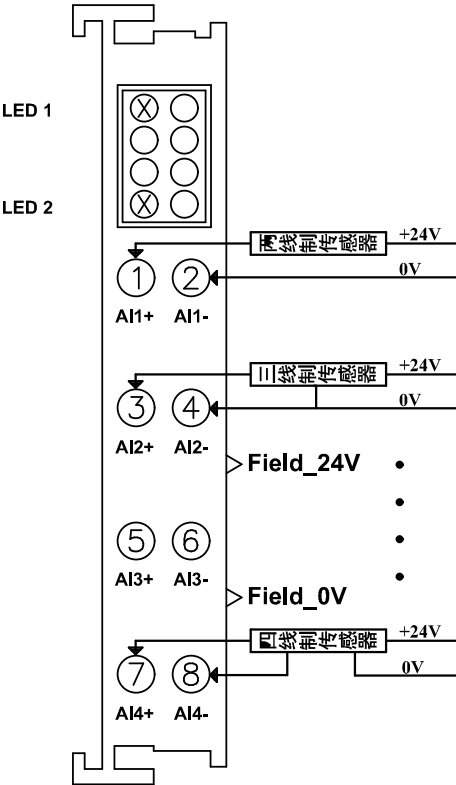 LED 1
LED 2
两线制传感器 +24V
① ② 0V
AI1+ AI1-
三线制传感器 +24V
③ ④ 0V
AI2+ AI2-
Field_24V
⑤ ⑥
AI3+ AI3-
Field_0V
四线制传感器 +24V
⑦ ⑧ 0V
AI4+ AI4-